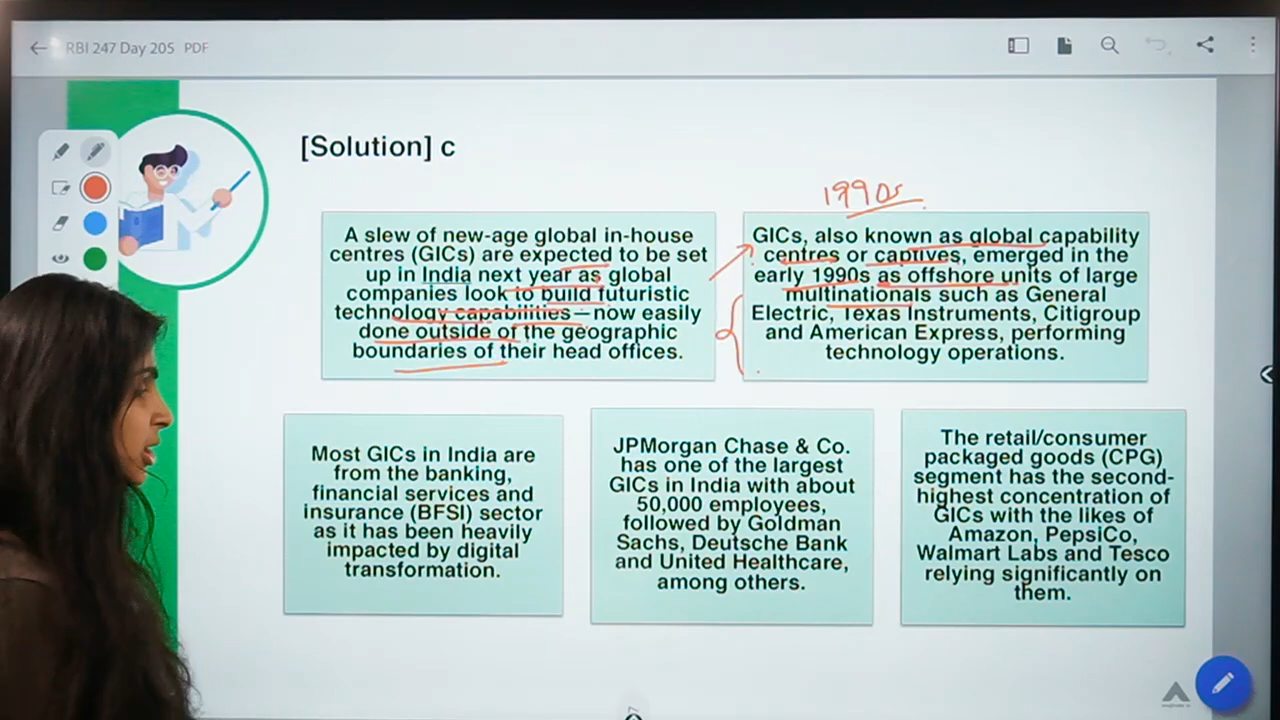 RBI 247 Day 205 PDF
[Solution] c
1990s
A slew of new-age global in-house
centres (GICs) are expected to be set
up in India next year as global
companies look to build futuristic
technology capabilities—now easily
done outside of the geographic
boundaries of their head offices.
GICs, also known as global capability
centres or captives, emerged in the
early 1990s as offshore units of large
multinationals such as General
Electric, Texas Instruments, Citigroup
and American Express, performing
technology operations.
Most GICs in India are
from the banking,
financial services and
insurance (BFSI) sector
as it has been heavily
impacted by digital
transformation.
JPMorgan Chase & Co.
has one of the largest
GICs in India with about
50,000 employees,
followed by Goldman
Sachs, Deutsche Bank
and United Healthcare,
among others.
The retail/consumer
packaged goods (CPG)
segment has the second-
highest concentration of
GICs with the likes of
Amazon, PepsiCo,
Walmart Labs and Tesco
relying significantly on
them.